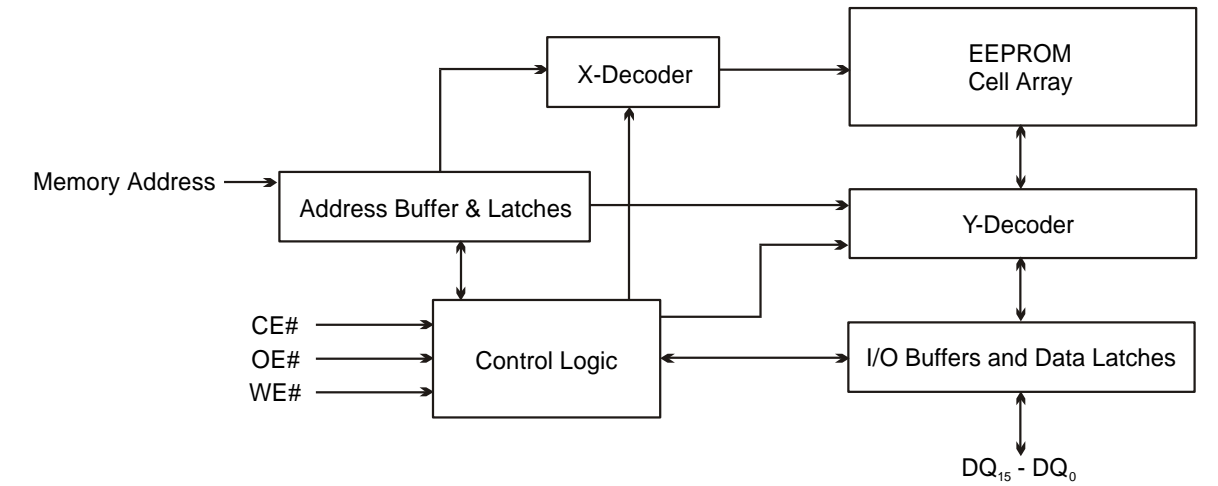 EEPROM
Cell Array
X-Decoder
Memory Address
Address Buffer & Latches
Y-Decoder
CE#
OE#
WE#
Control Logic
I/O Buffers and Data Latches
DQ₁₅ - DQ₀